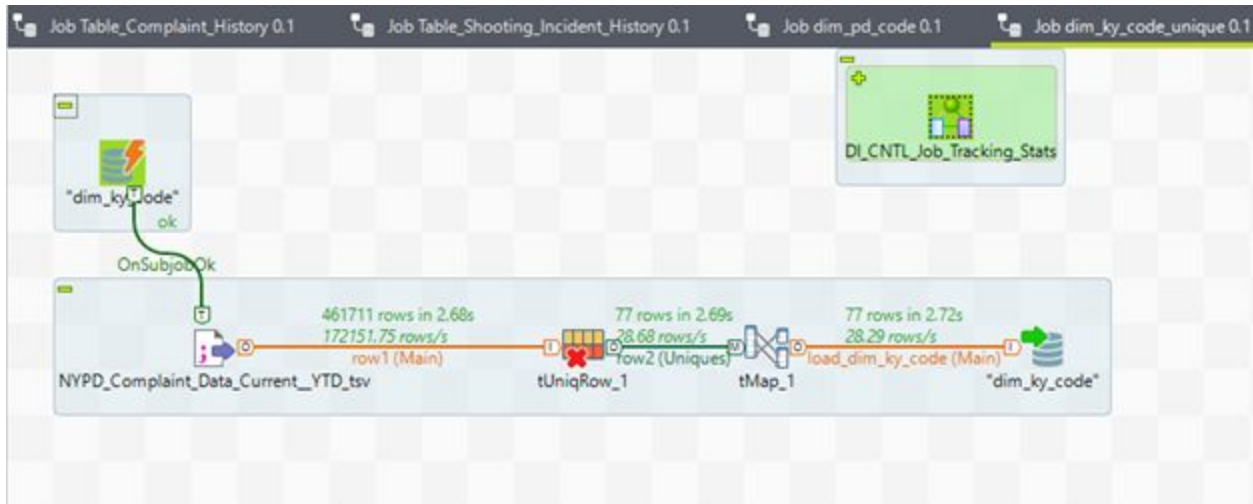 Job Table_Complaint_History 0.1
Job Table_Shooting_Incident_History 0.1
Job dim_pd_code 0.1
Job dim_ky_code_unique 0.1
DI_CNTL_Job_Tracking_Stats
"dim_ky_code"
ok
OnSubjobOk
461711 rows in 2.68s
77 rows in 2.69s
77 rows in 2.72s
172151.75 rows/s
28.68 rows/s
28.29 rows/s
row1 (Main)
row2 (Uniques)
load_dim_ky_code (Main)
NYPD_Complaint_Data_Current__YTD_tsv
tUniqRow_1
tMap_1
"dim_ky_code"